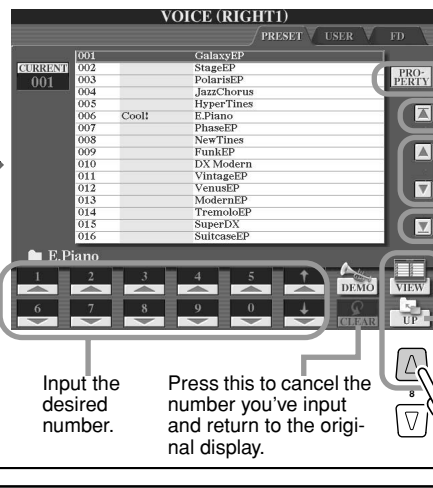 VOICE (RIGHT1)
PRESET USER FD
CURRENT
001
001 GalaxyEP
002 StageEP
003 PolarisEP
004 JazzChorus
005 HyperTines
006 Cool! E.Piano
007 PhaseEP
008 NewTines
009 FunkEP
010 DX Modern
011 VintageEP
012 VenusEP
013 ModernEP
014 TremoloEP
015 SuperDX
016 SuitcaseEP
PRO-
PERTY
E.Piano
1 2 3 4 5 ↑
DEMO VIEW
6 7 8 9 0 ↓
CLEAR UP
8
Input the
desired
number.
Press this to cancel the
number you've input
and return to the origi-
nal display.